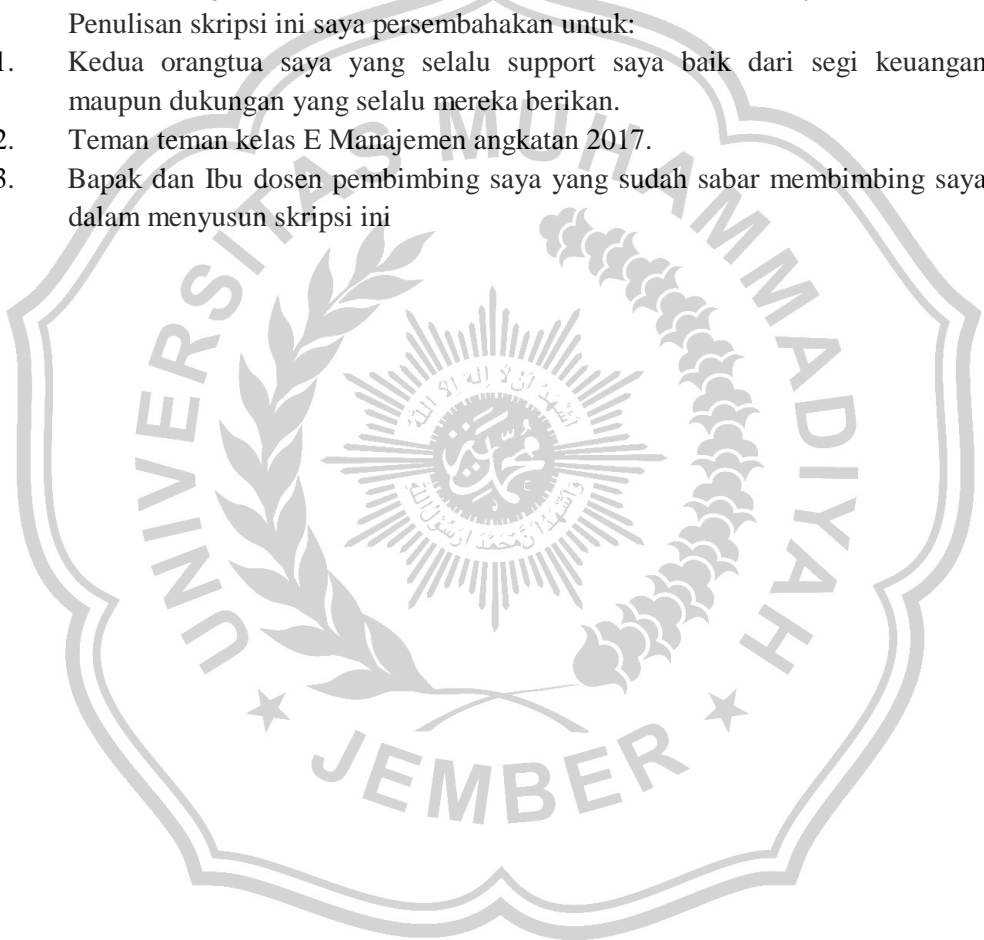 Penulisan skripsi ini saya persembahakan untuk:
1. Kedua orangtua saya yang selalu support saya baik dari segi keuangan
maupun dukungan yang selalu mereka berikan.
2. Teman teman kelas E Manajemen angkatan 2017.
3. Bapak dan Ibu dosen pembimbing saya yang sudah sabar membimbing saya
dalam menyusun skripsi ini
UNIVERSITAS MUHAMMADIYAH
JEMBER